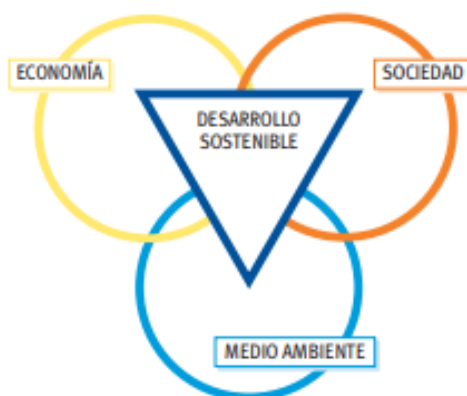 ECONOMÍA
SOCIEDAD
DESARROLLO
SOSTENIBLE
MEDIO AMBIENTE